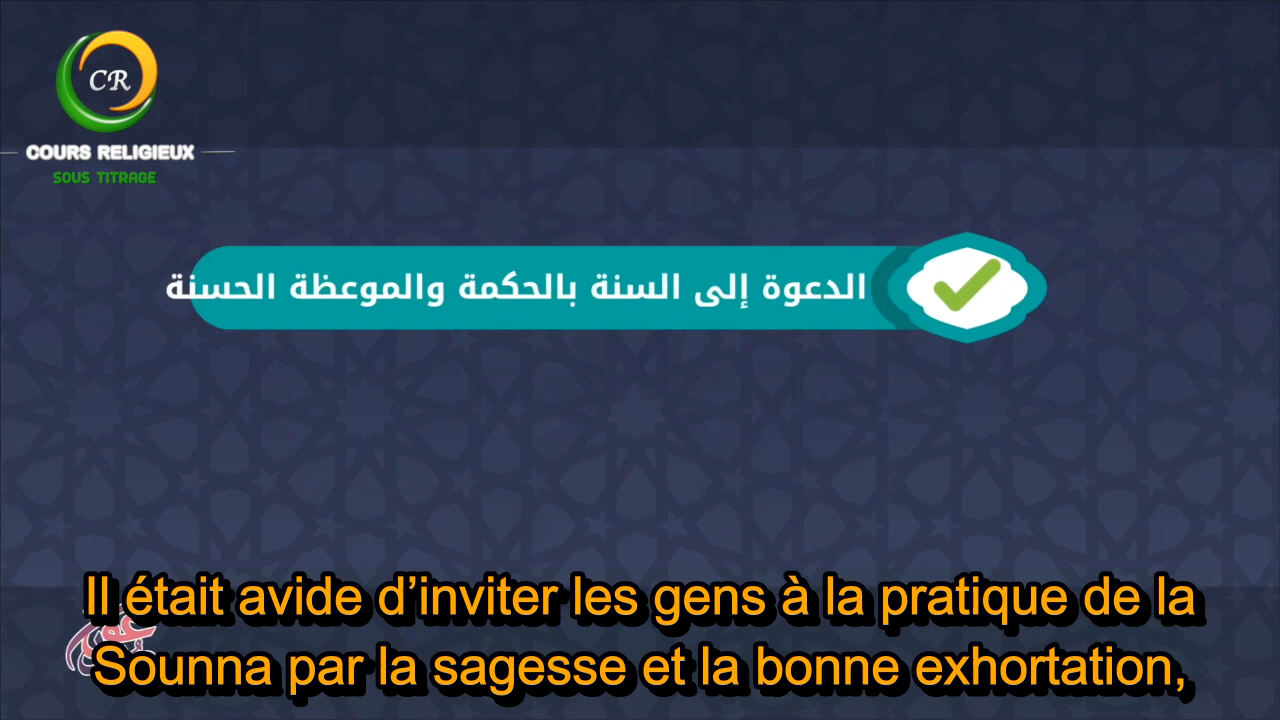 CR
COURS RELIGIEUX
SOUS TITRAGE
الدعوة إلى السنة بالحكمة والموعظة الحسنة
Il était avide d’inviter les gens à la pratique de la
Sounna par la sagesse et la bonne exhortation,